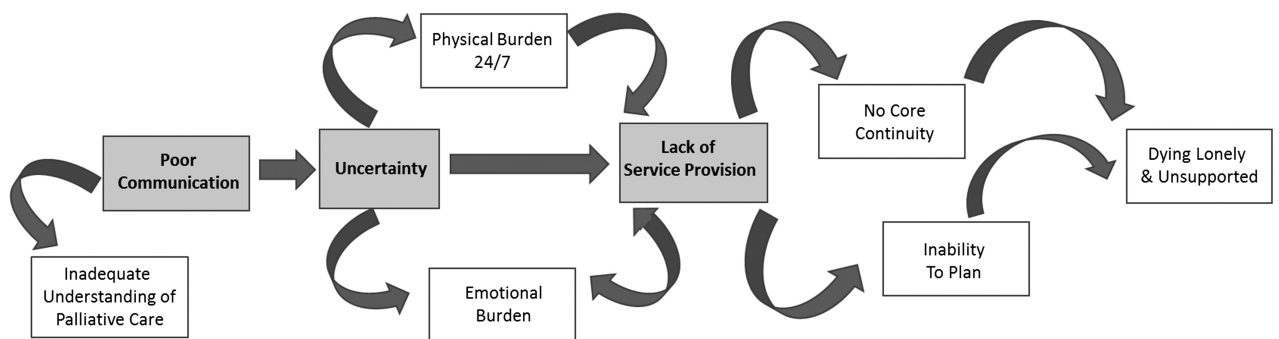 Poor
Communication
Inadequate
Understanding of
Palliative Care
Uncertainty
Physical Burden
24/7
Emotional
Burden
Lack of
Service Provision
No Core
Continuity
Inability
To Plan
Dying Lonely
& Unsupported